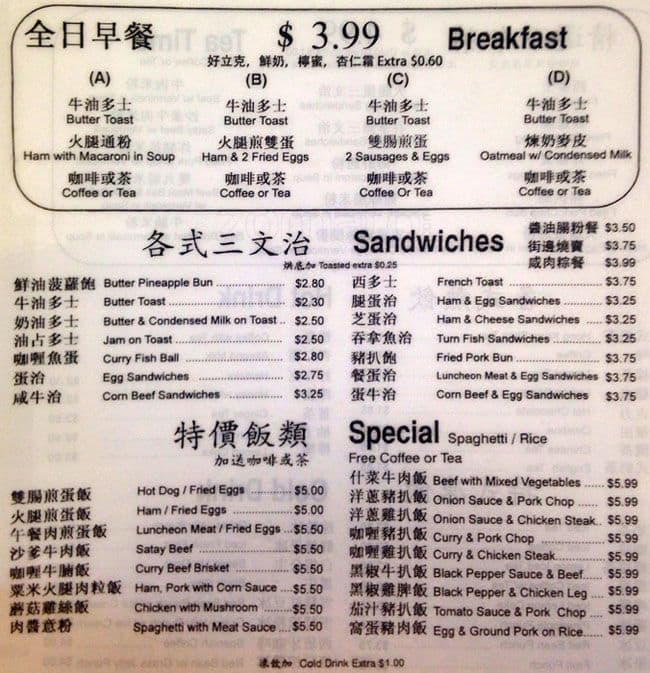 全日早餐 $ 3.99 Breakfast
好立克, 鮮奶, 檸蜜, 杏仁霜 Extra $0.60
(A) (B) (C) (D)
牛油多士 牛油多士 牛油多士 牛油多士
Butter Toast Butter Toast Butter Toast Butter Toast
火腿通粉 火腿煎雙蛋 雙腸煎蛋 煉奶麥皮
Ham with Macaroni in Soup Ham & 2 Fried Eggs 2 Sausages & Eggs Oatmeal w/ Condensed Milk
咖啡或茶 咖啡或茶 咖啡或茶 咖啡或茶
Coffee or Tea Coffee or Tea Coffee Or Tea Coffee Or Tea
各式三文治 Sandwiches
烘底加 Toasted extra $0.25
醬油腸粉餐 $3.50
街邊燒賣 $3.75
咸肉粽餐 $3.99
鮮油菠蘿飽 Butter Pineapple Bun $2.80
牛油多士 Butter Toast $2.30
奶油多士 Butter & Condensed Milk on Toast $2.50
油占多士 Jam on Toast $2.50
咖喱魚蛋 Curry Fish Ball $2.80
蛋治 Egg Sandwiches $2.75
咸牛治 Corn Beef Sandwiches $3.25
西多士 French Toast $3.75
腿蛋治 Ham & Egg Sandwiches $3.25
芝蛋治 Ham & Cheese Sandwiches $3.25
吞拿魚治 Turn Fish Sandwiches $3.25
豬扒飽 Fried Pork Bun $3.75
餐蛋治 Luncheon Meat & Egg Sandwiches $3.75
蛋牛治 Corn Beef & Egg Sandwiches $3.75
特價飯類 Special Spaghetti / Rice
加送咖啡或茶 Free Coffee or Tea
雙腸煎蛋飯 Hot Dog / Fried Eggs $5.00
火腿煎蛋飯 Ham / Fried Eggs $5.00
午餐肉煎蛋飯 Luncheon Meat / Fried Eggs $5.50
沙爹牛肉飯 Satay Beef $5.50
咖喱牛腩飯 Curry Beef Brisket $5.50
粟米火腿肉粒飯 Ham, Pork with Corn Sauce $5.50
蘑菇雞絲飯 Chicken with Mushroom $5.50
肉醬意粉 Spaghetti with Meat Sauce $5.50
什菜牛肉飯 Beef with Mixed Vegetables $5.99
洋蔥豬扒飯 Onion Sauce & Pork Chop $5.99
洋蔥雞扒飯 Onion Sauce & Chicken Steak $5.99
咖喱豬扒飯 Curry & Pork Chop $5.99
咖喱雞扒飯 Curry & Chicken Steak $5.99
黑椒牛扒飯 Black Pepper Sauce & Beef $5.99
黑椒雞脾飯 Black Pepper & Chicken Leg $5.99
茄汁豬扒飯 Tomato Sauce & Pork Chop $5.99
窩蛋豬肉飯 Egg & Ground Pork on Rice $5.99
凍飲加 Cold Drink Extra $1.00